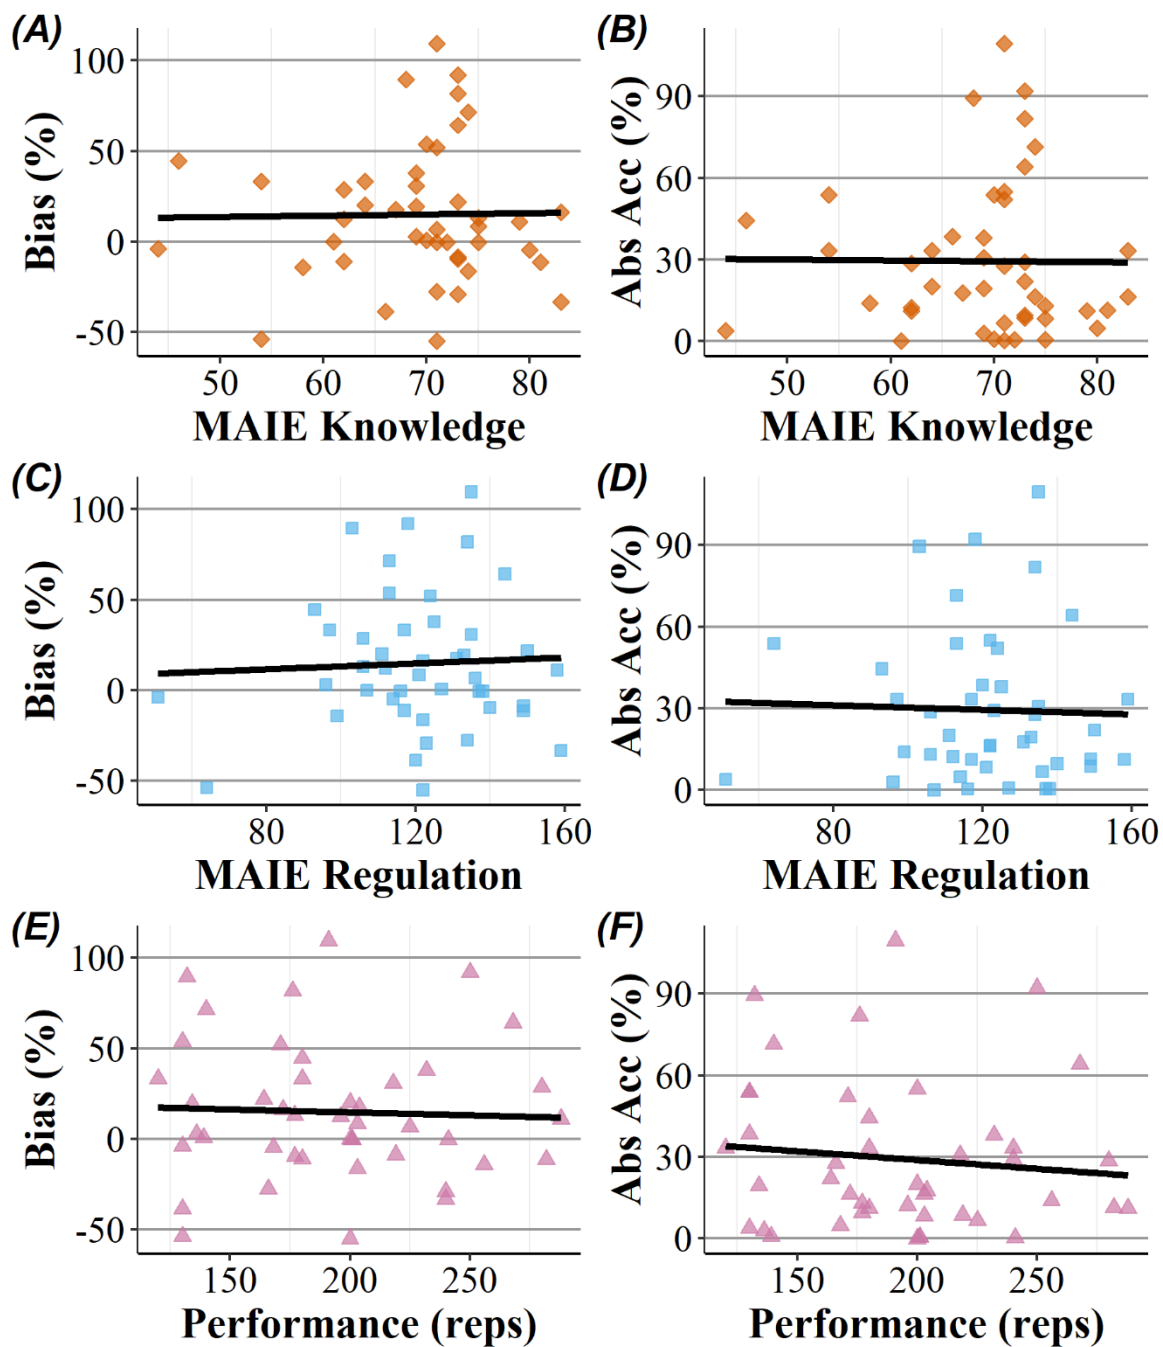 (A) (B)
100
50
0
-50
Bias (%)
50 60 70 80
MAIE Knowledge
90
60
30
0
Abs Acc (%)
50 60 70 80
MAIE Knowledge
(C) (D)
100
50
0
-50
Bias (%)
80 120 160
MAIE Regulation
90
60
30
0
Abs Acc (%)
80 120 160
MAIE Regulation
(E) (F)
100
50
0
-50
Bias (%)
150 200 250
Performance (reps)
90
60
30
0
Abs Acc (%)
150 200 250
Performance (reps)